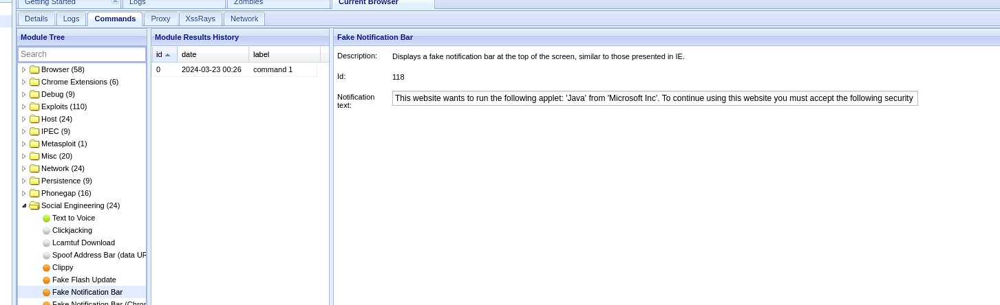 Getting Started
Logs
Zombies
Current Browser
Details
Logs
Commands
Proxy
XssRays
Network
Module Tree
Module Results History
Fake Notification Bar
Search
id
date
label
Description:
Displays a fake notification bar at the top of the screen, similar to those presented in IE.
Browser (58)
0
2024-03-23 00:26
command 1
Id:
118
Chrome Extensions (6)
Debug (9)
Notification
text:
This website wants to run the following applet: 'Java' from 'Microsoft Inc'. To continue using this website you must accept the following security
Exploits (110)
Host (24)
IPEC (9)
Metasploit (1)
Misc (20)
Network (24)
Persistence (9)
Phonegap (16)
Social Engineering (24)
Text to Voice
Clickjacking
Lcamtuf Download
Spoof Address Bar (data UR
Clippy
Fake Flash Update
Fake Notification Bar
Fake Notification Bar (Chro